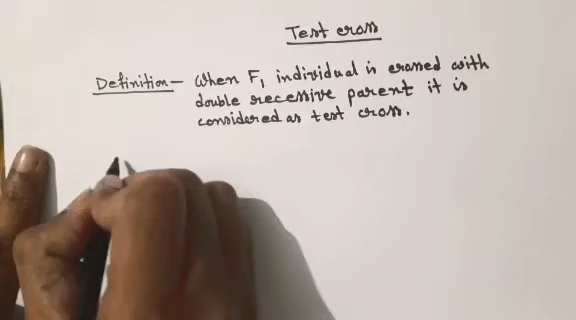 Test cross
Definition - When F₁ individual is crossed with
double recessive parent it is
considered as test cross.